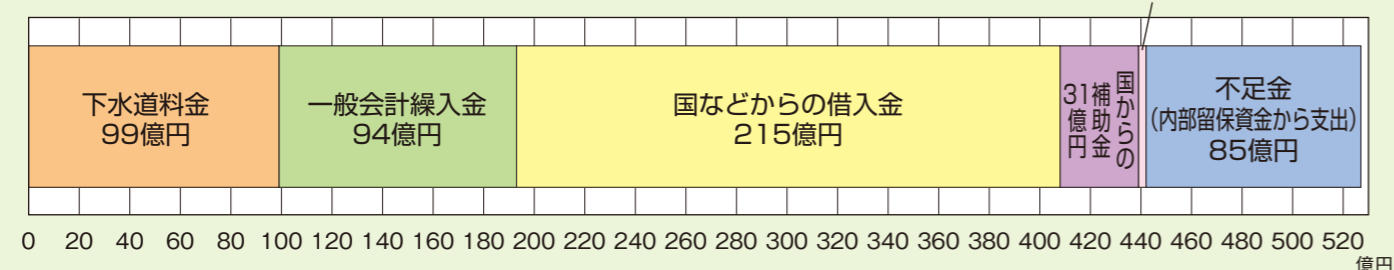 下水道料金
99億円
一般会計繰入金
94億円
国などからの借入金
215億円
国からの
補助金
31億円
不足金
(内部留保資金から支出)
85億円
0 20 40 60 80 100 120 140 160 180 200 220 240 260 280 300 320 340 360 380 400 420 440 460 480 500 520
億円